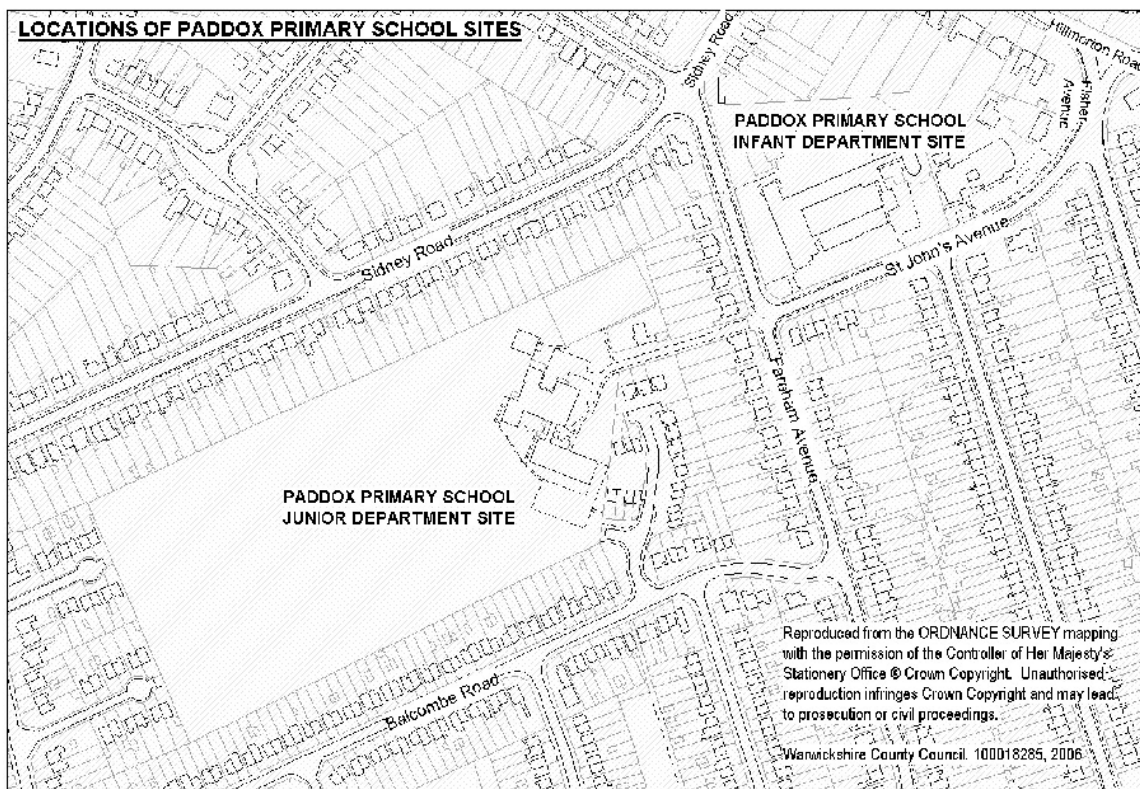 LOCATIONS OF PADDOX PRIMARY SCHOOL SITES
Sidney Road
Hillmorton Road
Fisher
Avenue
PADDOX PRIMARY SCHOOL
INFANT DEPARTMENT SITE
Sidney Road
St John's Avenue
Farnham Avenue
PADDOX PRIMARY SCHOOL
JUNIOR DEPARTMENT SITE
Balcombe Road
Reproduced from the ORDNANCE SURVEY mapping
with the permission of the Controller of Her Majesty's
Stationery Office ® Crown Copyright. Unauthorised
reproduction infringes Crown Copyright and may lead
to prosecution or civil proceedings.
Warwickshire County Council. 100018285, 2006